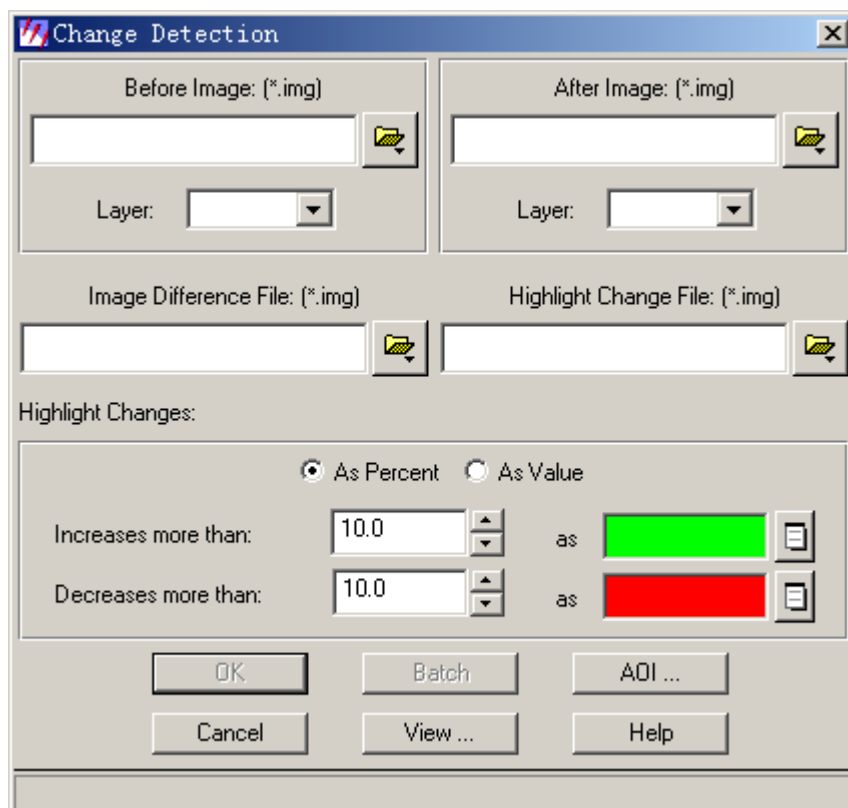 Change Detection
Before Image: (*.img)
After Image: (*.img)
Layer:
Layer:
Image Difference File: (*.img)
Highlight Change File: (*.img)
Highlight Changes:
As Percent As Value
Increases more than: 10.0 as
Decreases more than: 10.0 as
OK Batch AOI ...
Cancel View ... Help